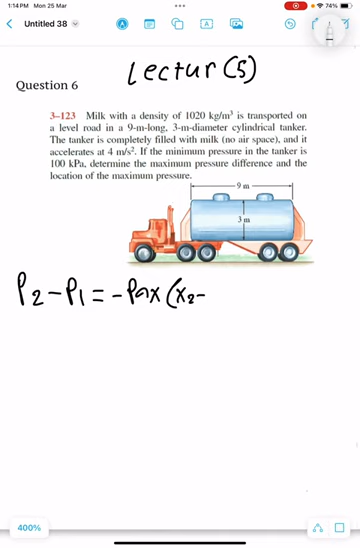 1:14 PM Mon 25 Mar
74%
Untitled 38
Lectur (5)
Question 6
3–123 Milk with a density of 1020 kg/m³ is transported on
a level road in a 9-m-long, 3-m-diameter cylindrical tanker.
The tanker is completely filled with milk (no air space), and it
accelerates at 4 m/s². If the minimum pressure in the tanker is
100 kPa, determine the maximum pressure difference and the
location of the maximum pressure.
9 m
3 m
P2-P1=-Pax(x2-
400%